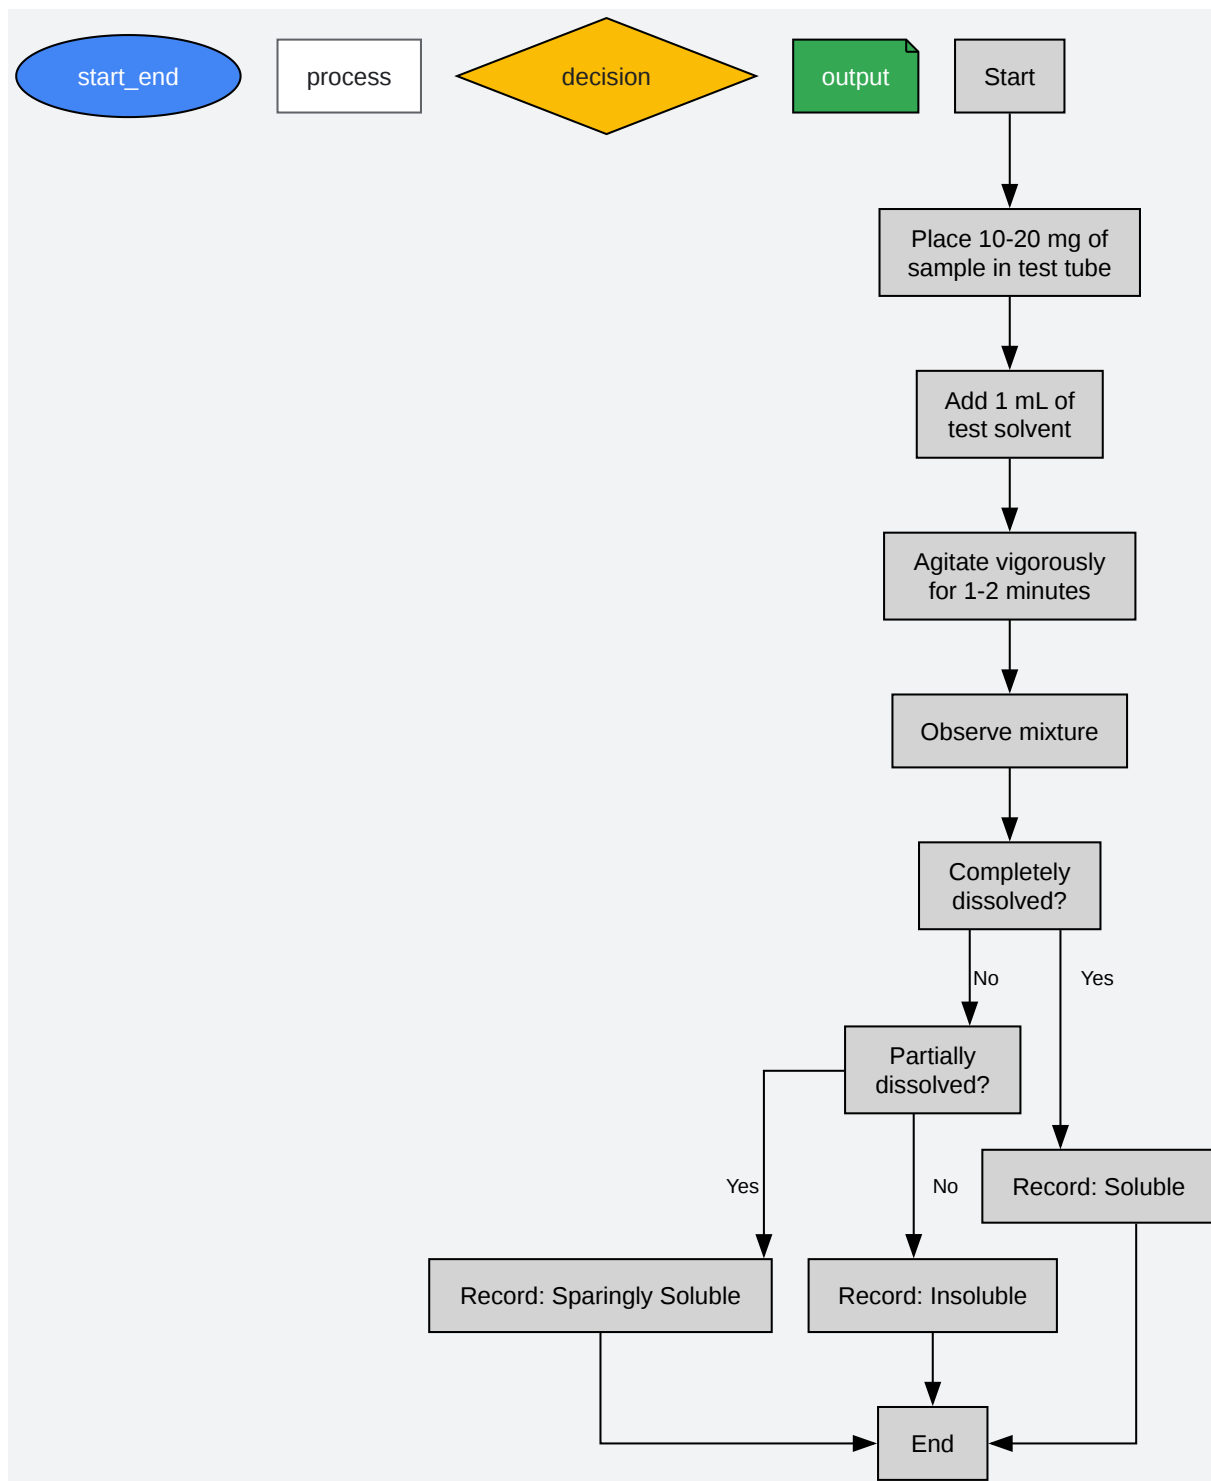 start_end
process
decision
output
Start
Place 10-20 mg of
sample in test tube
Add 1 mL of
test solvent
Agitate vigorously
for 1-2 minutes
Observe mixture
Completely
dissolved?
No
Yes
Partially
dissolved?
Yes
No
Record: Soluble
Record: Sparingly Soluble
Record: Insoluble
End